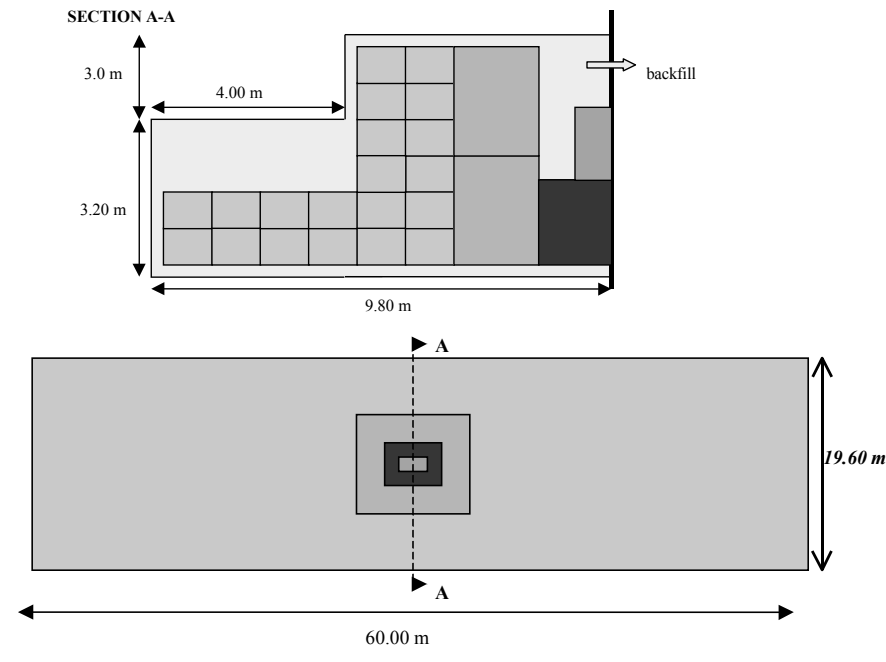 SECTION A-A
3.0 m
4.00 m
backfill
3.20 m
9.80 m
A
19.60 m
A
60.00 m